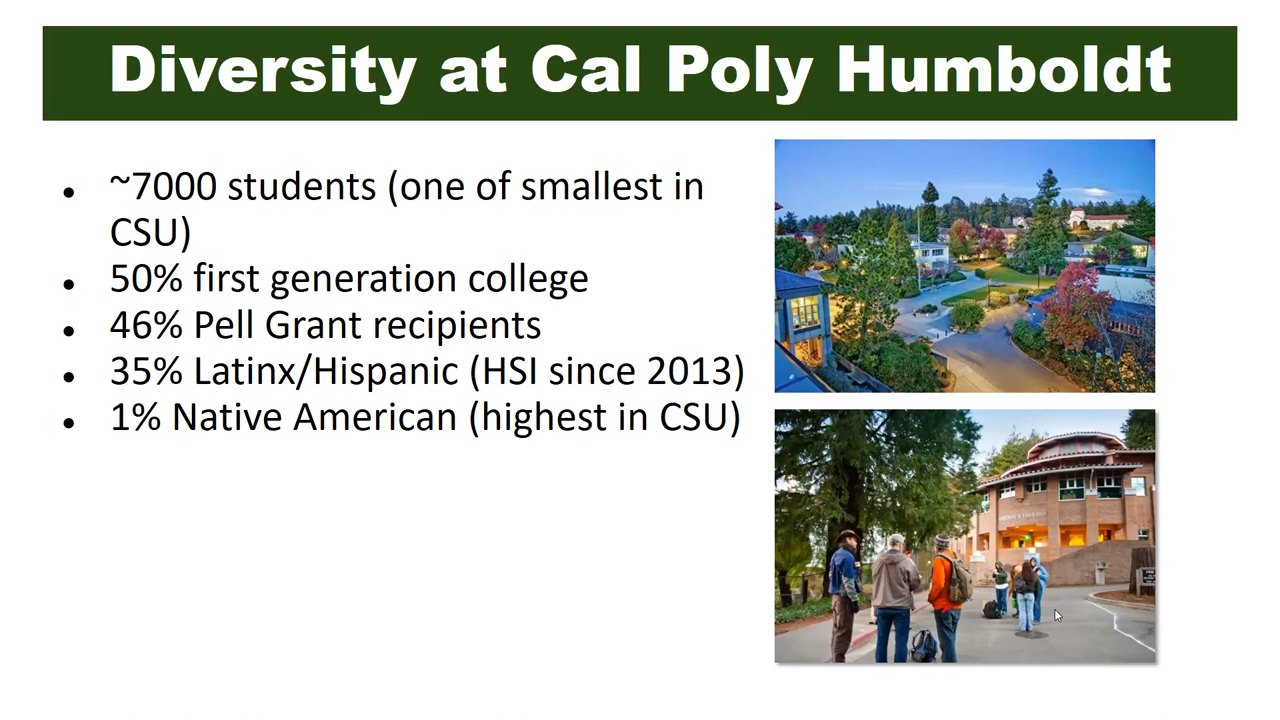 Diversity at Cal Poly Humboldt
● ~7000 students (one of smallest in
CSU)
● 50% first generation college
● 46% Pell Grant recipients
● 35% Latinx/Hispanic (HSI since 2013)
● 1% Native American (highest in CSU)